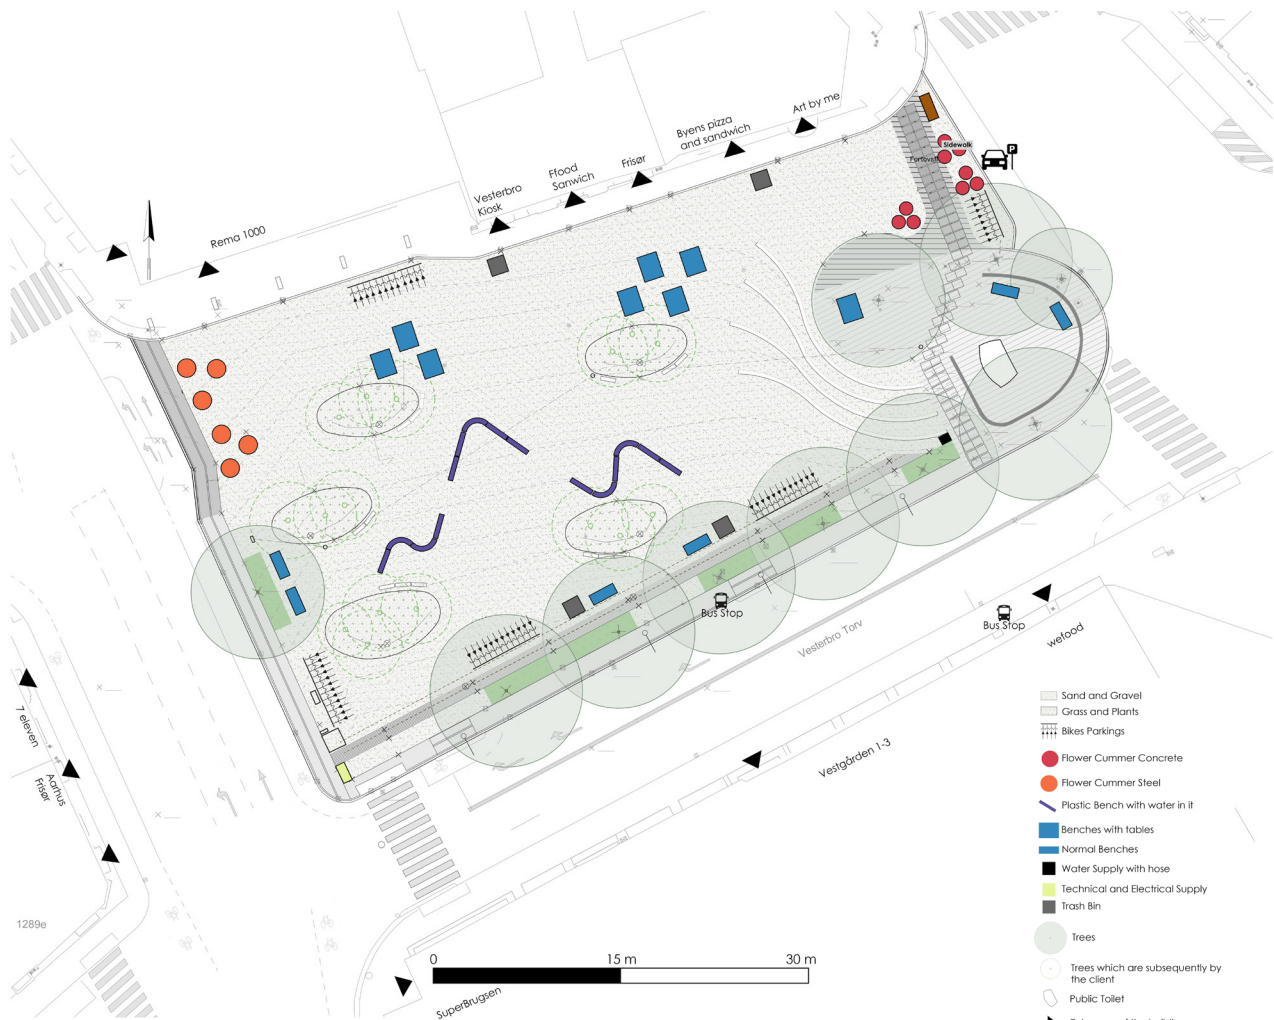 Art by me
Byens pizza
and sandwich
Frisør
Ffood
Sanwich
Vesterbro
Kiosk
Rema 1000
Sidewalk
P
Bus Stop
Bus Stop
Vesterbro Torv
wefood
Vestgården 1-3
7 eleven
Aarhus
Frisør
1289e
SuperBrugsen
0
15 m
30 m
Sand and Gravel
Grass and Plants
Bikes Parkings
Flower Cummer Concrete
Flower Cummer Steel
Plastic Bench with water in it
Benches with tables
Normal Benches
Water Supply with hose
Technical and Electrical Supply
Trash Bin
Trees
Trees which are subsequently by
the client
Public Toilet